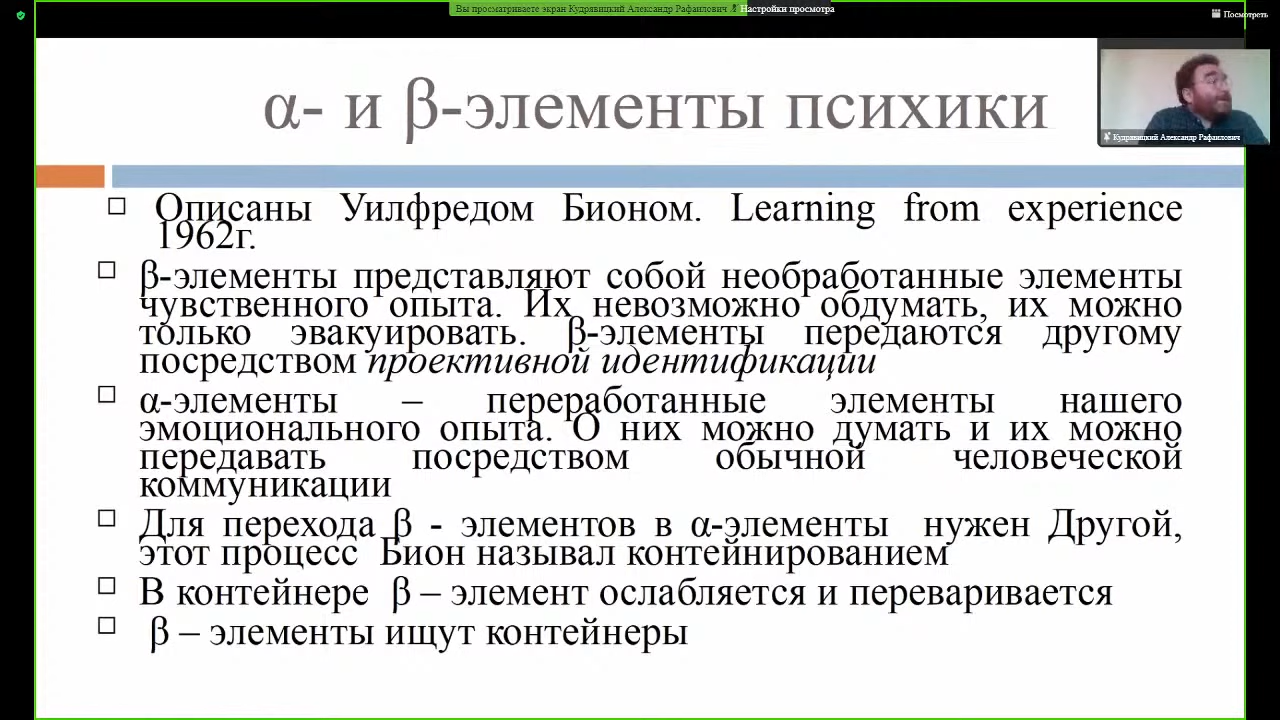 Вы просматриваете экран Кудрявицкий Александр Рафаилович
Настройки просмотра
Посмотреть
α- и β-элементы психики
Кудрявицкий Александр Рафаилович
Описаны Уилфредом Бионом. Learning from experience
1962г.
β-элементы представляют собой необработанные элементы
чувственного опыта. Их невозможно обдумать, их можно
только эвакуировать. β-элементы передаются другому
посредством проективной идентификации
α-элементы – переработанные элементы нашего
эмоционального опыта. О них можно думать и их можно
передавать посредством обычной человеческой
коммуникации
Для перехода β - элементов в α-элементы нужен Другой,
этот процесс Бион называл контейнированием
В контейнере β – элемент ослабляется и переваривается
β – элементы ищут контейнеры